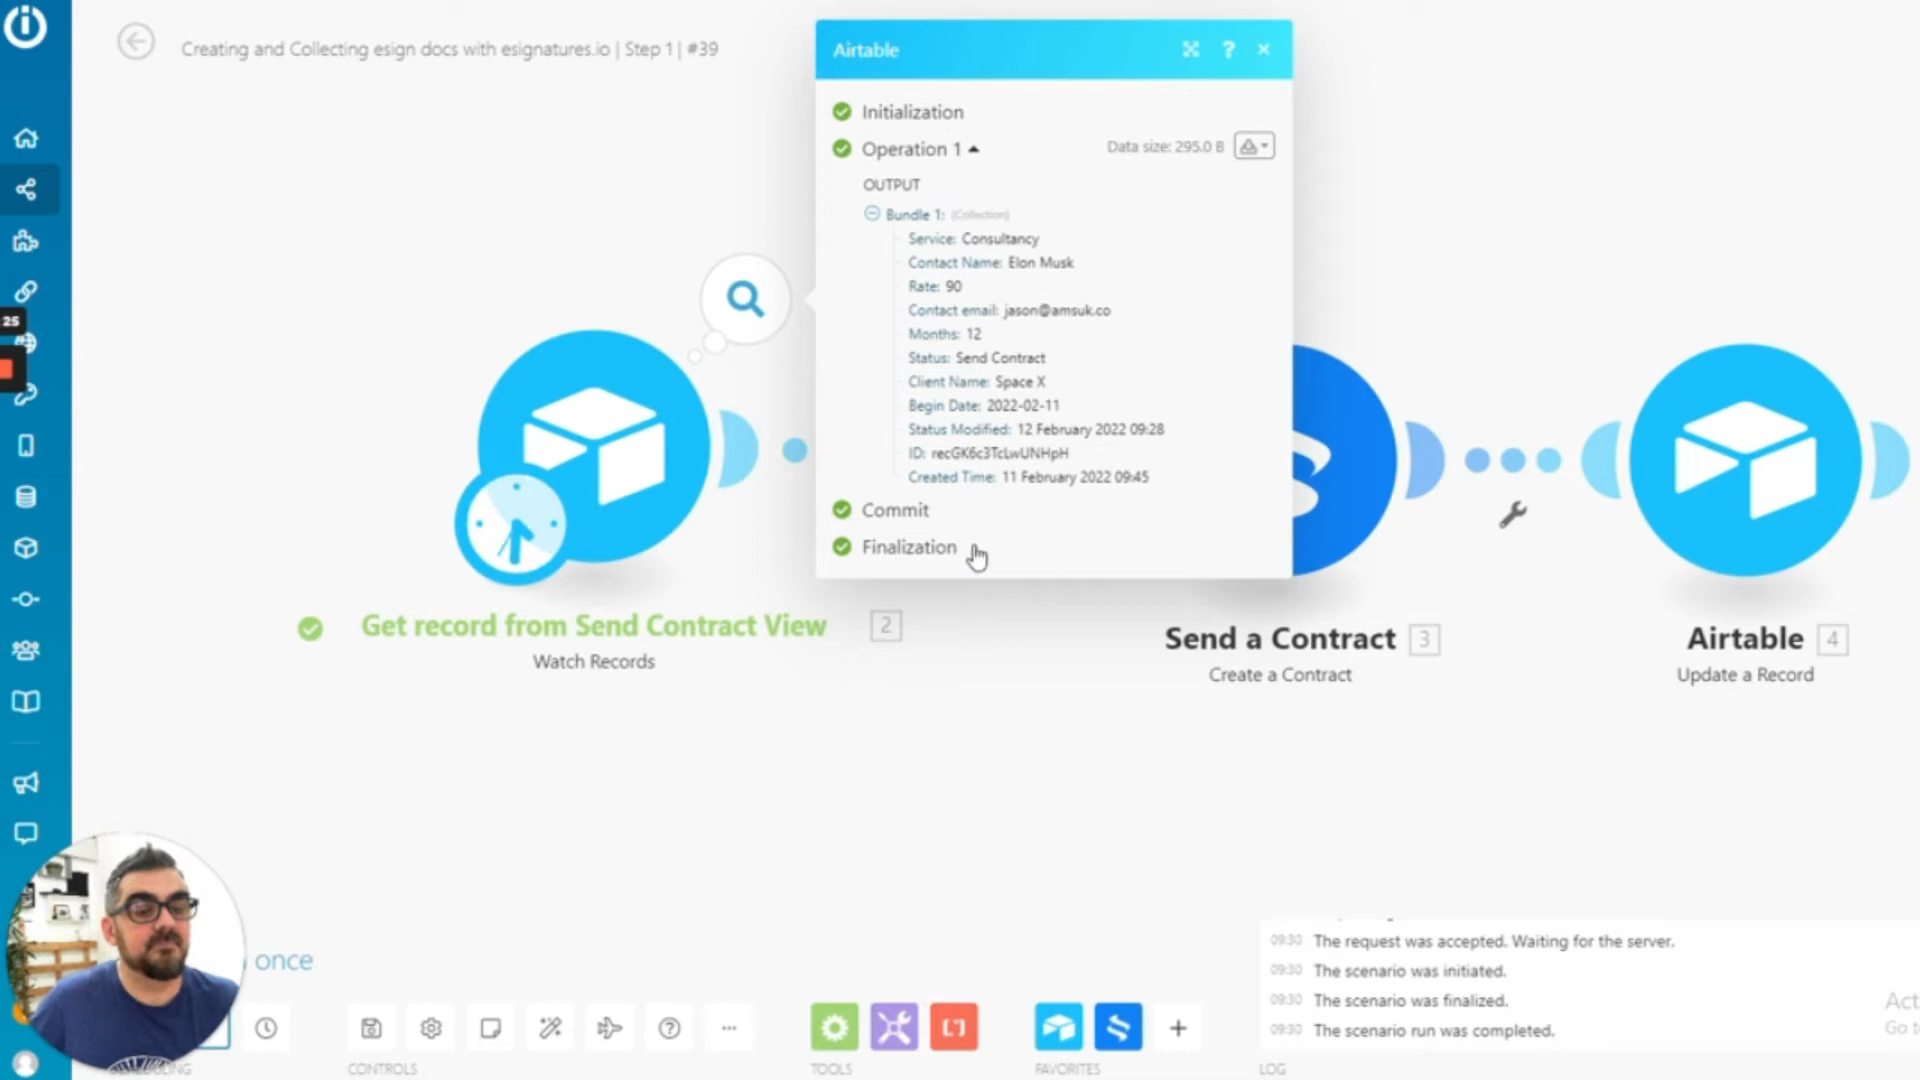 Creating and Collecting esign docs with esignatures.io | Step 1 | #39
Airtable
?
Initialization
Operation 1
Data size: 295.0 B
OUTPUT
Bundle 1: (Collection)
Service: Consultancy
Contact Name: Elon Musk
Rate: 90
Contact email: jason@amsuk.co
Months: 12
Status: Send Contract
Client Name: Space X
Begin Date: 2022-02-11
Status Modified: 12 February 2022 09:28
ID: recGK6c3TcLwUNHpH
Created Time: 11 February 2022 09:45
Commit
Finalization
25
Get record from Send Contract View 2
Watch Records
Send a Contract 3
Create a Contract
Airtable 4
Update a Record
once
09:30 The request was accepted. Waiting for the server.
09:30 The scenario was initiated.
09:30 The scenario was finalized.
09:30 The scenario run was completed.
Act
Go t
CONTROLS
TOOLS
FAVORITES
LOG